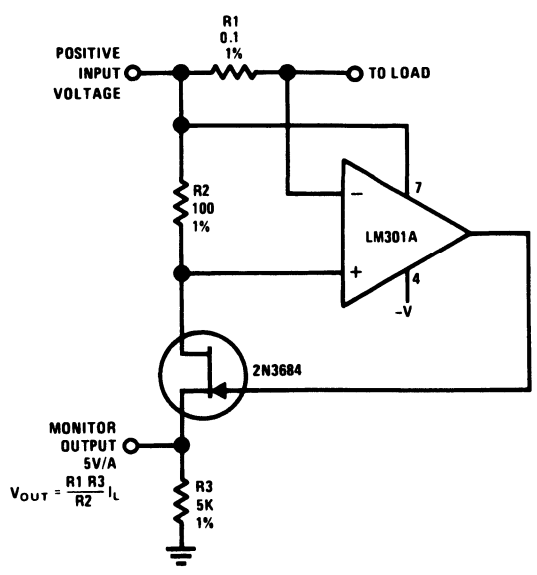 R1
0.1
1%
POSITIVE
INPUT
VOLTAGE
TO LOAD
R2
100
1%
7
−
LM301A
+
4
-V
2N3684
MONITOR
OUTPUT
5V/A
VOUT = R1 R3 / R2 IL
R3
5K
1%